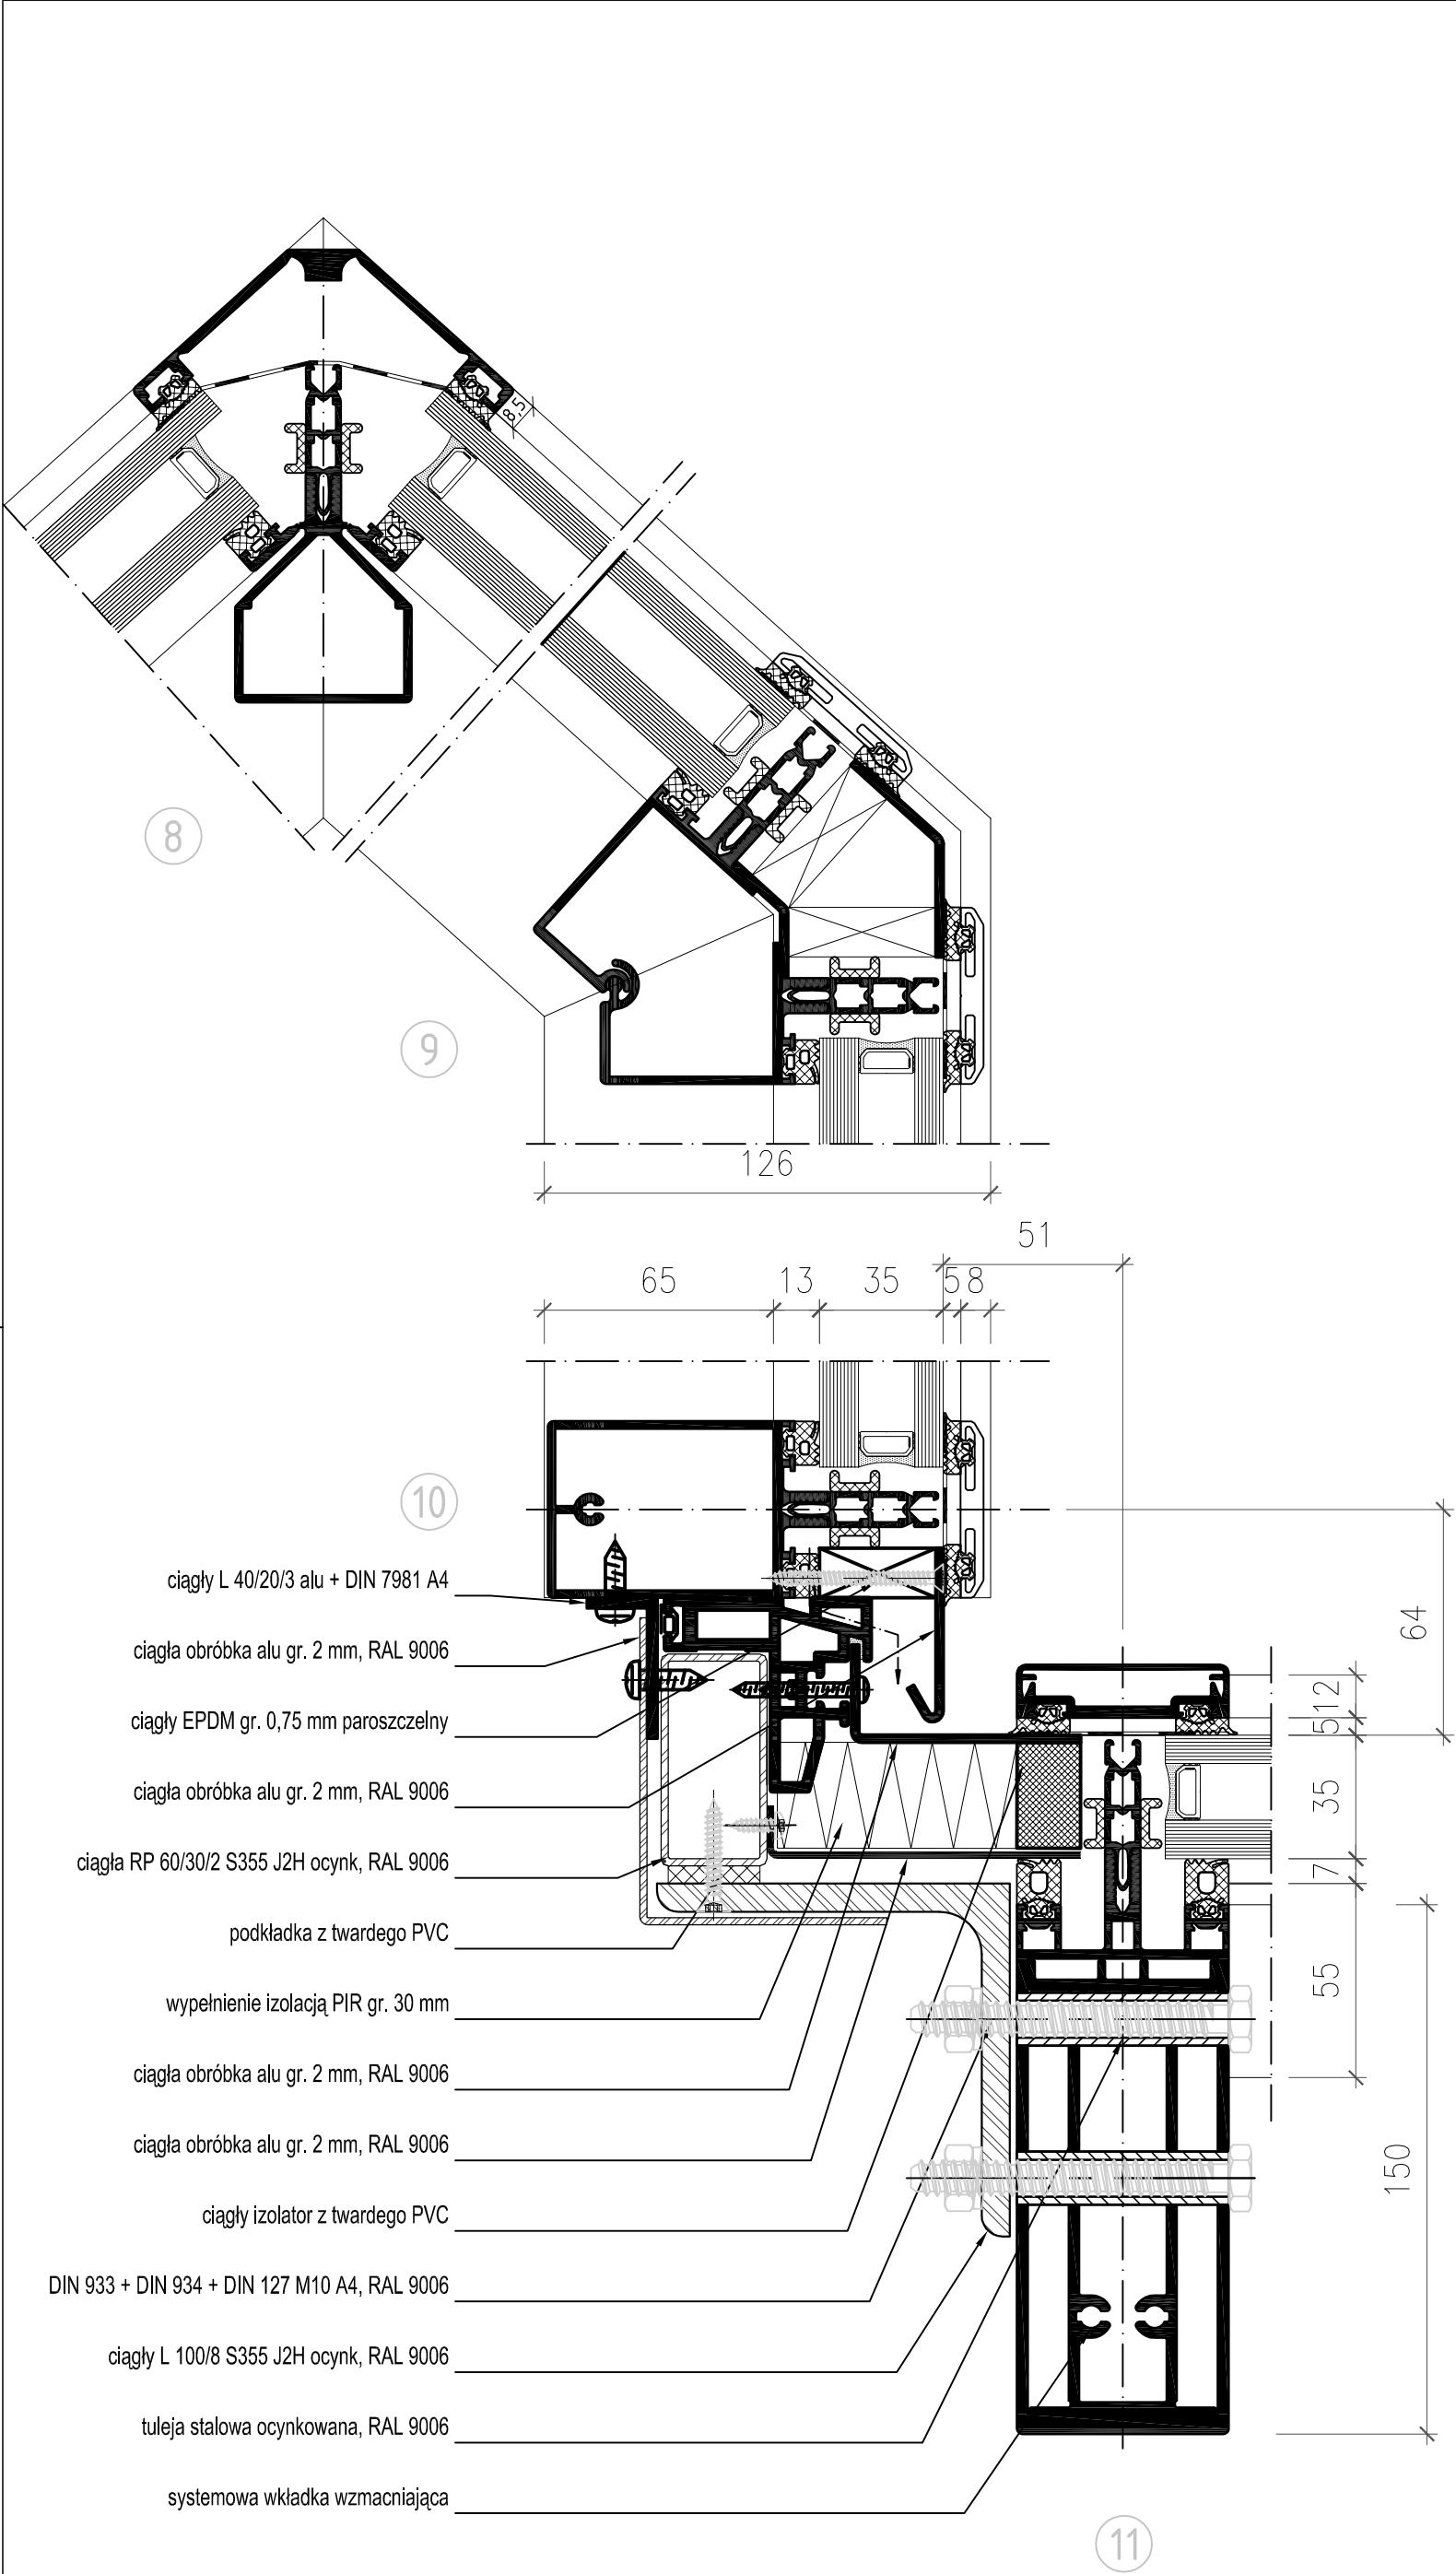 8,5
8
9
126
51
65
13
35
5
8
10
ciągły L 40/20/3 alu + DIN 7981 A4
64
ciągła obróbka alu gr. 2 mm, RAL 9006
12
ciągły EPDM gr. 0,75 mm paroszczelny
5
ciągła obróbka alu gr. 2 mm, RAL 9006
35
ciągła RP 60/30/2 S355 J2H ocynk, RAL 9006
7
podkładka z twardego PVC
55
wypełnienie izolacją PIR gr. 30 mm
ciągła obróbka alu gr. 2 mm, RAL 9006
ciągła obróbka alu gr. 2 mm, RAL 9006
150
ciągły izolator z twardego PVC
DIN 933 + DIN 934 + DIN 127 M10 A4, RAL 9006
ciągły L 100/8 S355 J2H ocynk, RAL 9006
tuleja stalowa ocynkowana, RAL 9006
systemowa wkładka wzmacniająca
11